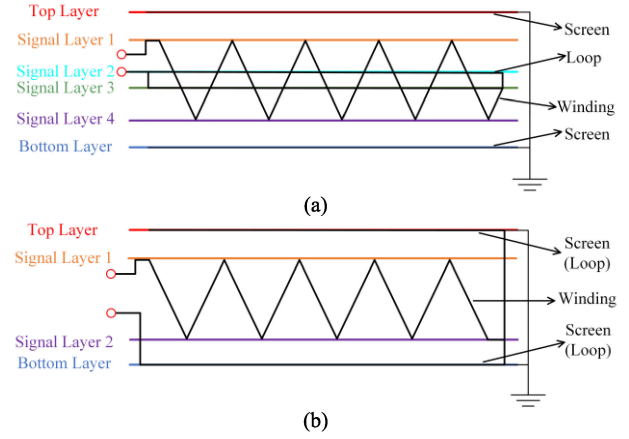 Top Layer
Screen
Signal Layer 1
Loop
Signal Layer 2
Signal Layer 3
Winding
Signal Layer 4
Screen
Bottom Layer
(a)
Top Layer
Screen
(Loop)
Signal Layer 1
Winding
Screen
(Loop)
Signal Layer 2
Bottom Layer
(b)